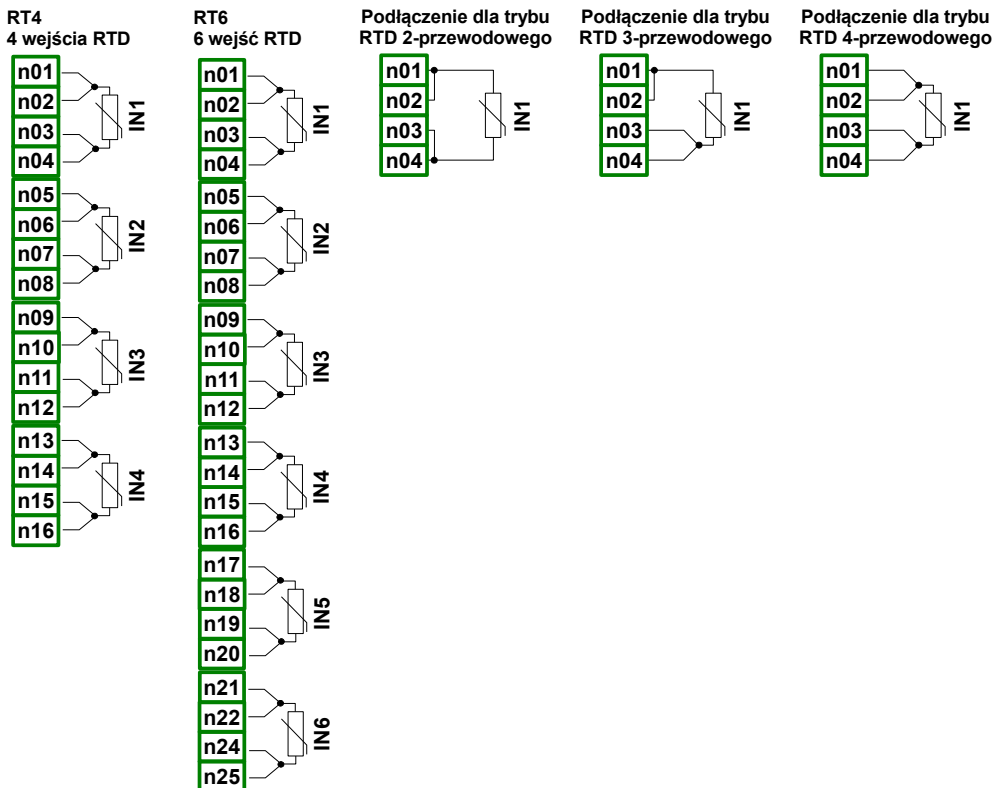 RT4
4 wejścia RTD
n01
n02
n03
n04
IN1
n05
n06
n07
n08
IN2
n09
n10
n11
n12
IN3
n13
n14
n15
n16
IN4
RT6
6 wejść RTD
n01
n02
n03
n04
IN1
n05
n06
n07
n08
IN2
n09
n10
n11
n12
IN3
n13
n14
n15
n16
IN4
n17
n18
n19
n20
IN5
n21
n22
n24
n25
IN6
Podłączenie dla trybu
RTD 2-przewodowego
n01
n02
n03
n04
IN1
Podłączenie dla trybu
RTD 3-przewodowego
n01
n02
n03
n04
IN1
Podłączenie dla trybu
RTD 4-przewodowego
n01
n02
n03
n04
IN1